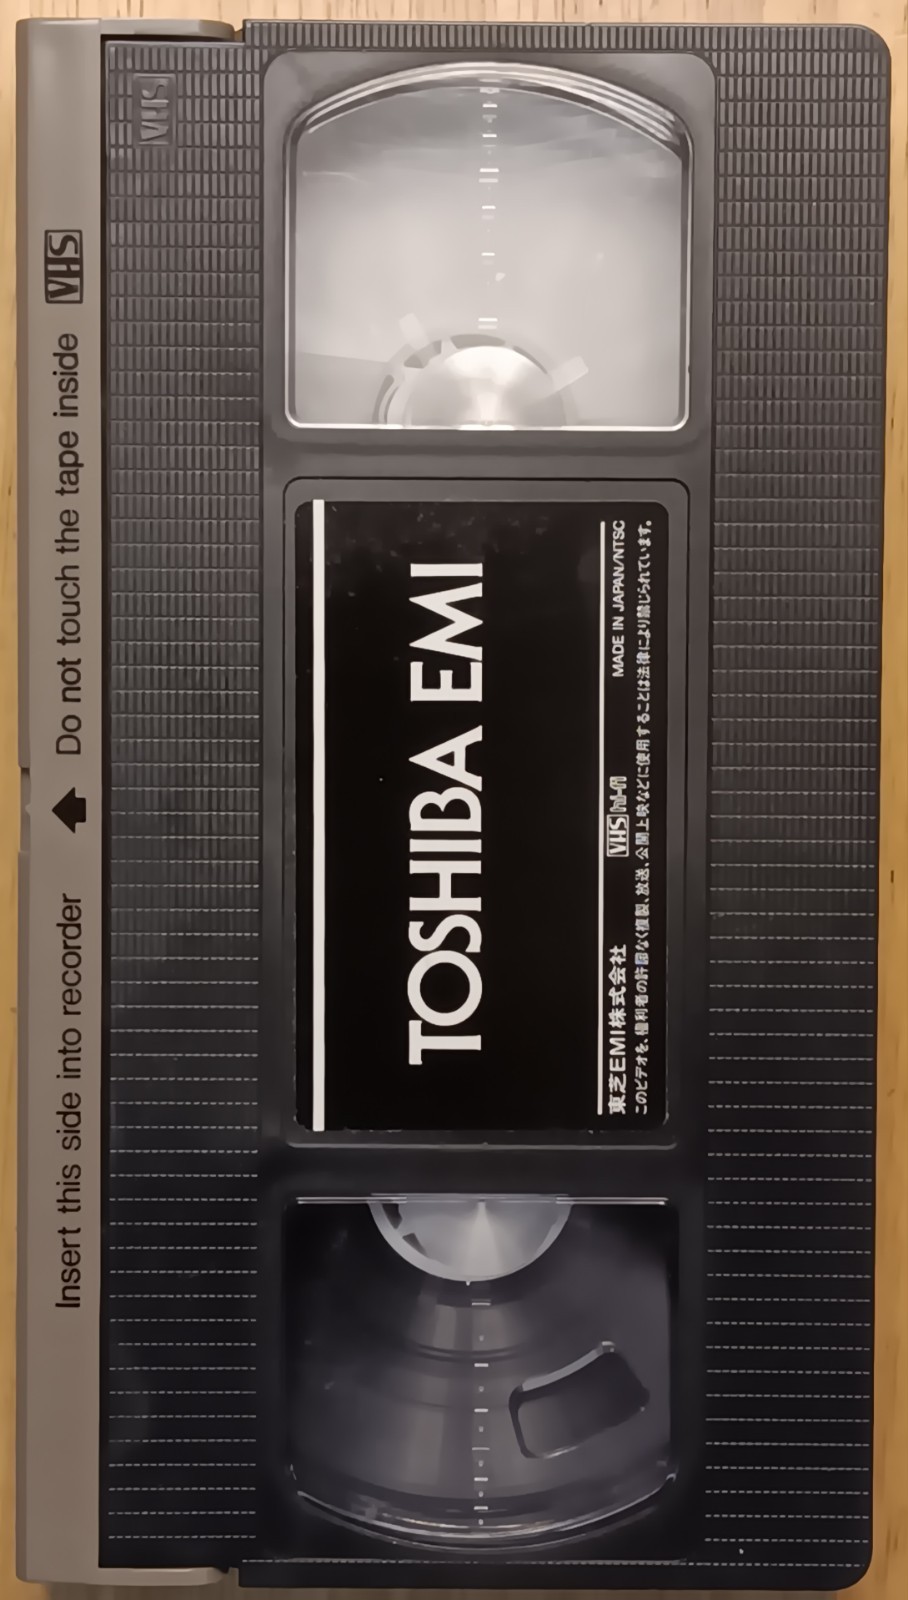 Insert this side into recorder ⬆ Do not touch the tape inside VHS
VHS
TOSHIBA EMI
東芝EMI株式会社 VHS hi-fi MADE IN JAPAN/NTSC
このビデオを、権利者の許諾なく複製、放送、公開上映などに使用することは法律により禁じられています。